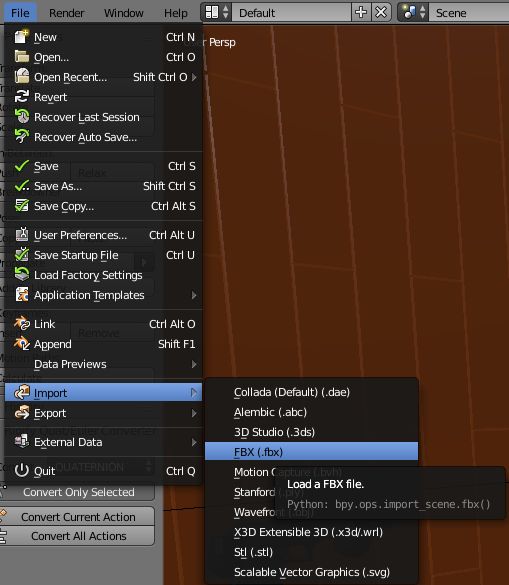 File Render Window Help Default Scene
New Ctrl N
User Persp
Open... Ctrl O
Open Recent... Shift Ctrl O
Revert
Recover Last Session
Recover Auto Save...
Save Ctrl S
Relax
Save As... Shift Ctrl S
Save Copy... Ctrl Alt S
User Preferences... Ctrl Alt U
Save Startup File Ctrl U
Load Factory Settings
Application Templates
Link Ctrl Alt O
Remove
Append Shift F1
Data Previews
Import
Export
External Data
QUATERNION
Quit Ctrl Q
Convert Only Selected
Convert Current Action
Convert All Actions
Collada (Default) (.dae)
Alembic (.abc)
3D Studio (.3ds)
FBX (.fbx)
Motion Capture (.bvh)
Load a FBX file.
Python: bpy.ops.import_scene.fbx()
Stanford (.ply)
Wavefront (.obj)
X3D Extensible 3D (.x3d/.wrl)
Stl (.stl)
Scalable Vector Graphics (.svg)